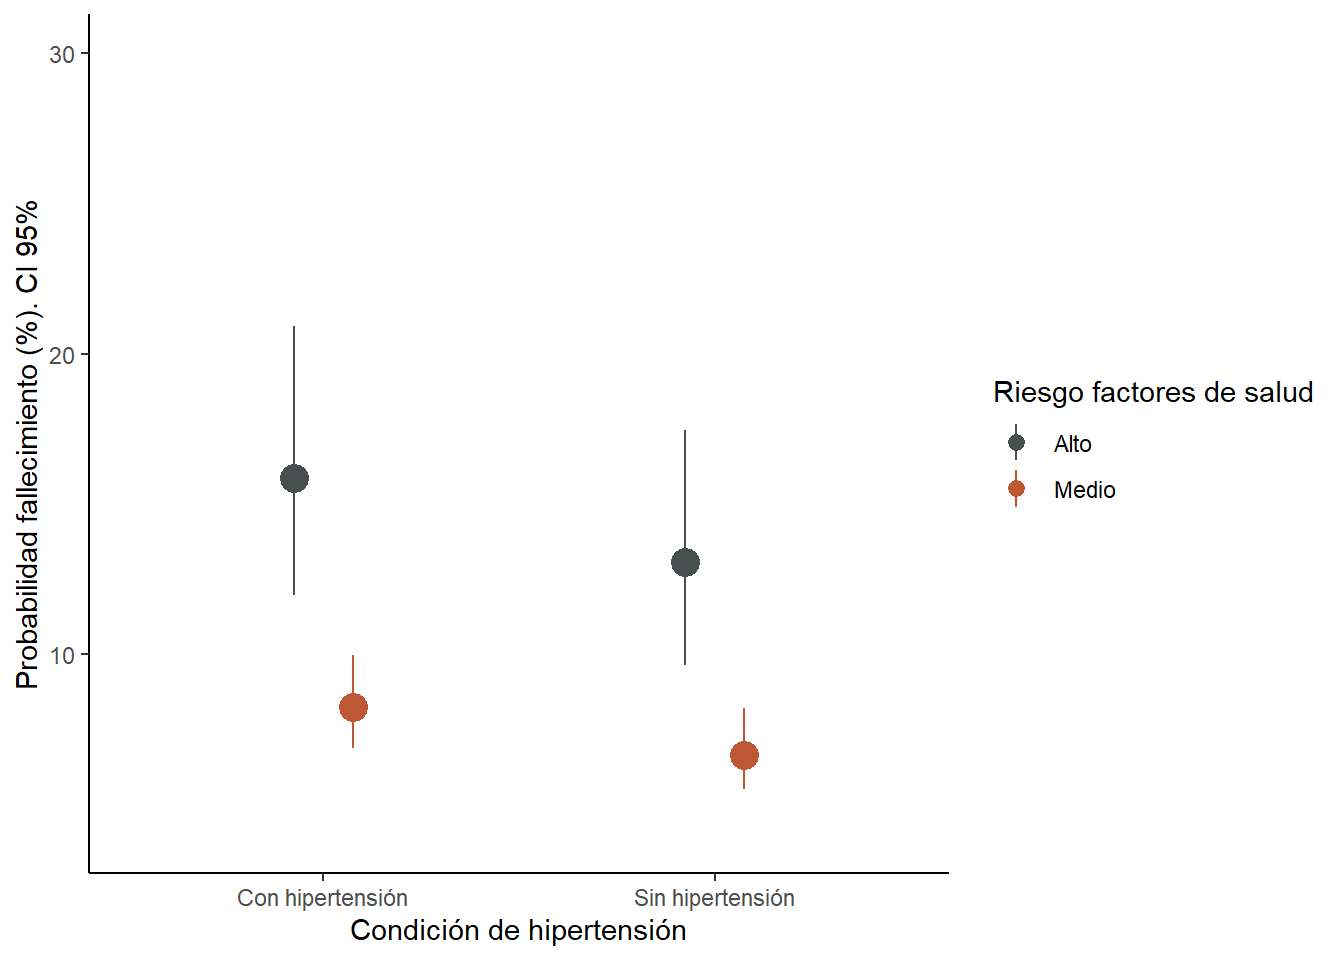 Probabilidad fallecimiento (%). CI 95%
30
20
10
Con hipertensión
Sin hipertensión
Condición de hipertensión
Riesgo factores de salud
Alto
Medio